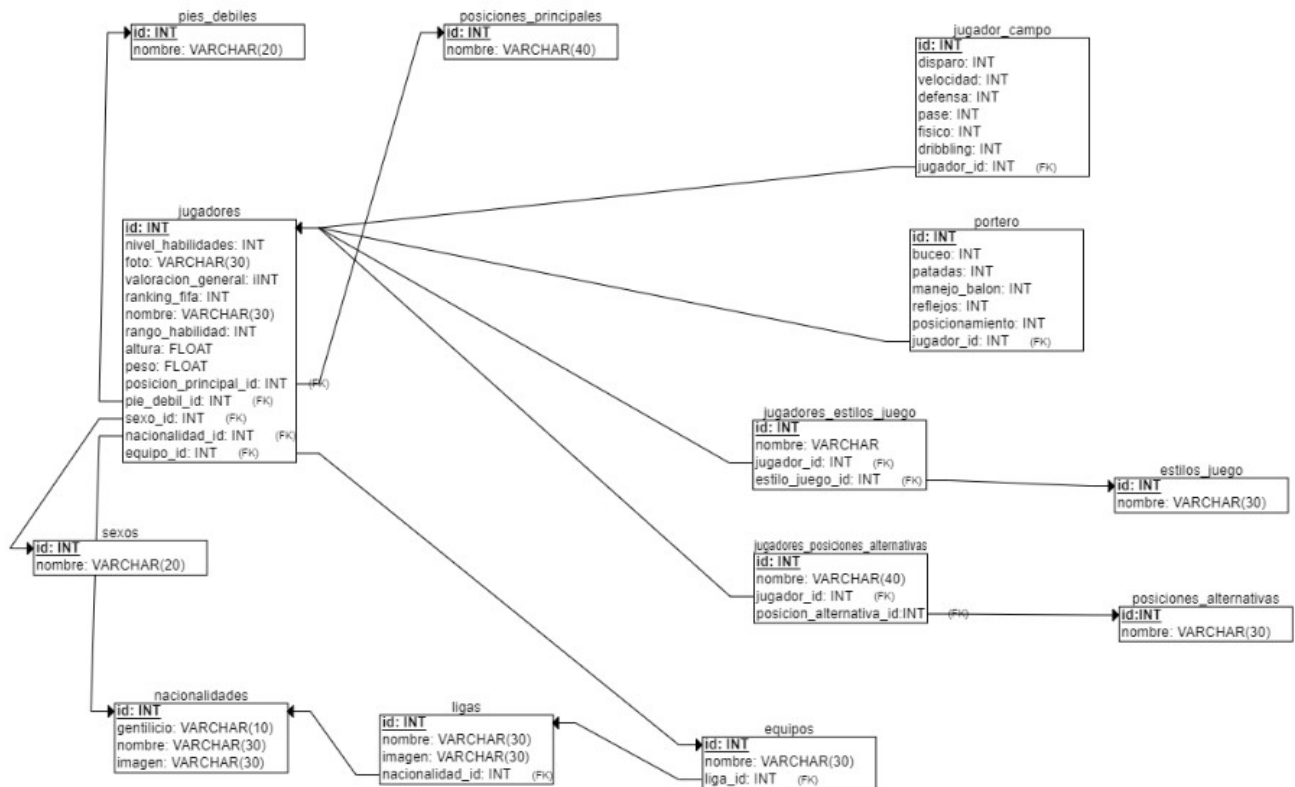 pies_debiles
id: INT
nombre: VARCHAR(20)
posiciones_principales
id: INT
nombre: VARCHAR(40)
jugador_campo
id: INT
disparo: INT
velocidad: INT
defensa: INT
pase: INT
fisico: INT
dribbling: INT
jugador_id: INT (FK)
jugadores
id: INT
nivel_habilidades: INT
foto: VARCHAR(30)
valoracion_general: iINT
ranking_fifa: INT
nombre: VARCHAR(30)
rango_habilidad: INT
altura: FLOAT
peso: FLOAT
posicion_principal_id: INT (FK)
pie_debil_id: INT (FK)
sexo_id: INT (FK)
nacionalidad_id: INT (FK)
equipo_id: INT (FK)
portero
id: INT
buceo: INT
patadas: INT
manejo_balon: INT
reflejos: INT
posicionamiento: INT
jugador_id: INT (FK)
jugadores_estilos_juego
id: INT
nombre: VARCHAR
jugador_id: INT (FK)
estilo_juego_id: INT (FK)
estilos_juego
id: INT
nombre: VARCHAR(30)
sexos
id: INT
nombre: VARCHAR(20)
jugadores_posiciones_alternativas
id: INT
nombre: VARCHAR(40)
jugador_id: INT (FK)
posicion_alternativa_id:INT (FK)
posiciones_alternativas
id:INT
nombre: VARCHAR(30)
nacionalidades
id: INT
gentilicio: VARCHAR(10)
nombre: VARCHAR(30)
imagen: VARCHAR(30)
ligas
id: INT
nombre: VARCHAR(30)
imagen: VARCHAR(30)
nacionalidad_id: INT (FK)
equipos
id: INT
nombre: VARCHAR(30)
liga_id: INT (FK)